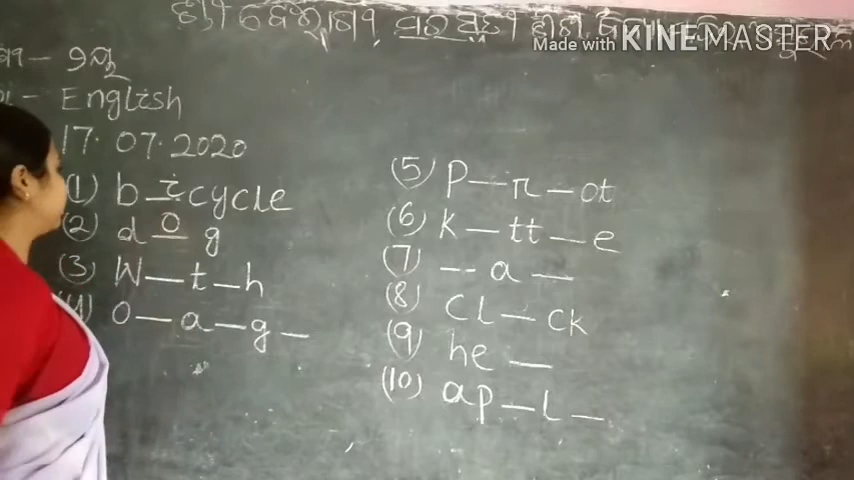 Made with KINEMASTER
English
17.07.2020
(1) b i cycle
(2) d o g
(3) W — t — h
(4) o — a — g —
(5) P — r — ot
(6) K — tt — e
(7) -- a —
(8) CL — ck
(9) he —
(10) ap — l —